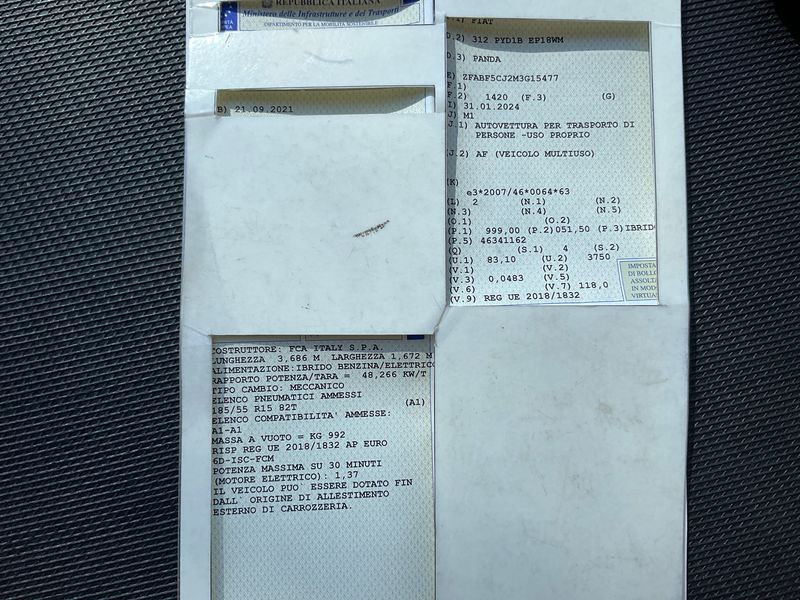 REPUBBLICA ITALIANA
Ministero delle Infrastrutture e dei Trasporti
DIPARTIMENTO PER LA MOBILITÀ SOSTENIBILE
B) 21.09.2021
FIAT
D.2) 312 PYD1B EP18WM
D.3) PANDA
E) ZFABF5CJ2M3G15477
F.1)
F.2) 1420 (F.3) (G)
I) 31.01.2024
J) M1
J.1) AUTOVETTURA PER TRASPORTO DI
PERSONE -USO PROPRIO
(J.2) AF (VEICOLO MULTIUSO)
(K)
e3*2007/46*0064*63
(L) 2 (N.1) (N.2)
(N.3) (N.4) (N.5)
(O.1) (O.2)
(P.1) 999,00 (P.2)051,50 (P.3)IBRID
(P.5) 46341162
(Q) (S.1) 4 (S.2)
(U.1) 83,10 (U.2) 3750
(V.1) (V.2)
(V.3) 0,0483 (V.5)
(V.6) (V.7) 118,0
(V.9) REG UE 2018/1832
IMPOSTA
DI BOLLO
ASSOLTA
IN MODO
VIRTUA
COSTRUTTORE: FCA ITALY S.P.A.
LUNGHEZZA 3,686 M LARGHEZZA 1,672 M
ALIMENTAZIONE:IBRIDO BENZINA/ELETTRICO
RAPPORTO POTENZA/TARA = 48,266 KW/T
TIPO CAMBIO: MECCANICO
ELENCO PNEUMATICI AMMESSI
185/55 R15 82T (A1)
ELENCO COMPATIBILITA' AMMESSE:
A1-A1
MASSA A VUOTO = KG 992
RISP REG UE 2018/1832 AP EURO
6D-ISC-FCM
POTENZA MASSIMA SU 30 MINUTI
(MOTORE ELETTRICO): 1,37
IL VEICOLO PUO` ESSERE DOTATO FIN
DALL` ORIGINE DI ALLESTIMENTO
ESTERNO DI CARROZZERIA.